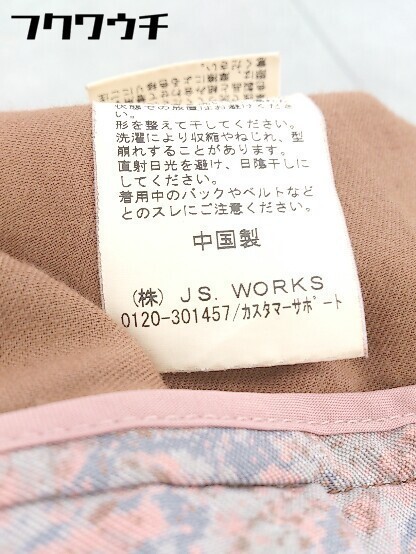 フクワウチ
い。
形を整えて干してください。
洗濯により収縮やねじれ、型
崩れすることがあります。
直射日光を避け、日陰干しに
してください。
着用中のバックやベルトなど
とのスレにご注意ください。
中国製
(株) JS. WORKS
0120-301457/カスタマーサポート